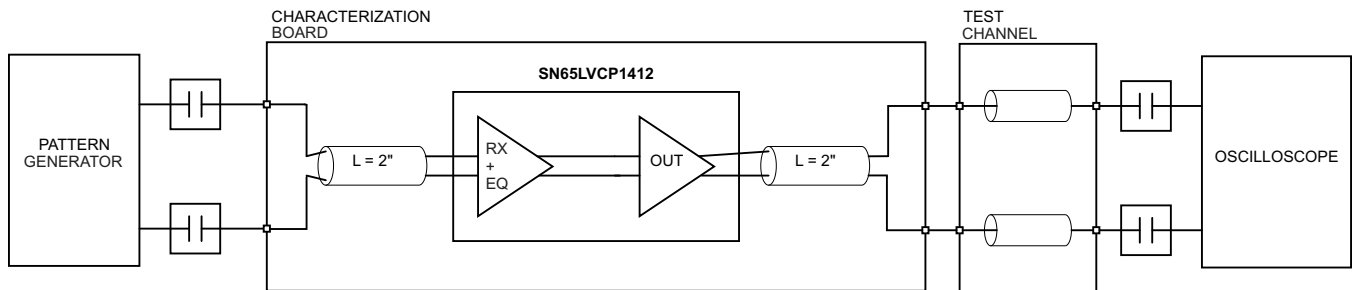 CHARACTERIZATION
BOARD
TEST
CHANNEL
SN65LVCP1412
PATTERN
GENERATOR
L = 2"
RX
+
EQ
OUT
L = 2"
OSCILLOSCOPE